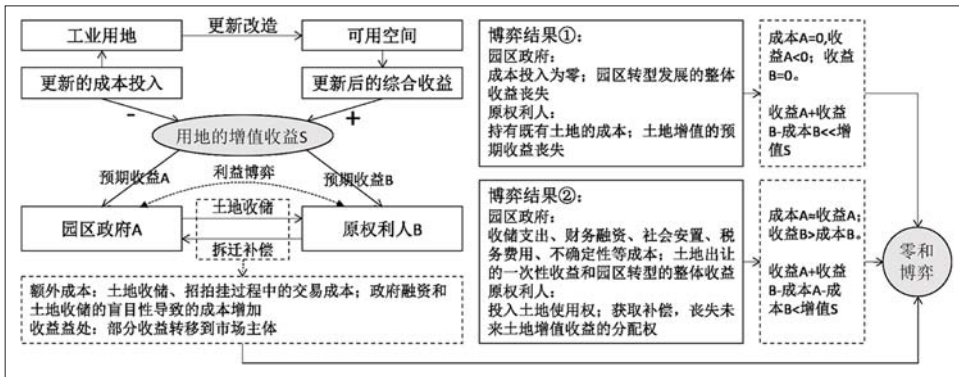 工业用地
更新改造
可用空间
更新的成本投入
更新后的综合收益
-
+
用地的增值收益S
预期收益A
利益博弈
预期收益B
园区政府A
土地收储
原权利人B
拆迁补偿
额外成本：土地收储、招拍挂过程中的交易成本；政府融资和
土地收储的盲目性导致的成本增加
收益益处：部分收益转移到市场主体
博弈结果①：
园区政府：
成本投入为零；园区转型发展的整体
收益丧失
原权利人：
持有既有土地的成本；土地增值的预
期收益丧失
成本A=0,收
益A<0；收益
B=0。
收益A+收益
B-成本B<<增
值S
博弈结果②：
园区政府：
收储支出、财务融资、社会安置、税
务费用、不确定性等成本；土地出让
的一次性收益和园区转型的整体收益
原权利人：
投入土地使用权；获取补偿，丧失未
来土地增值收益的分配权
成本A≈收益A；
收益B>成本B。
收益A+收益
B-成本A-成
本B<增值S
零和
博弈